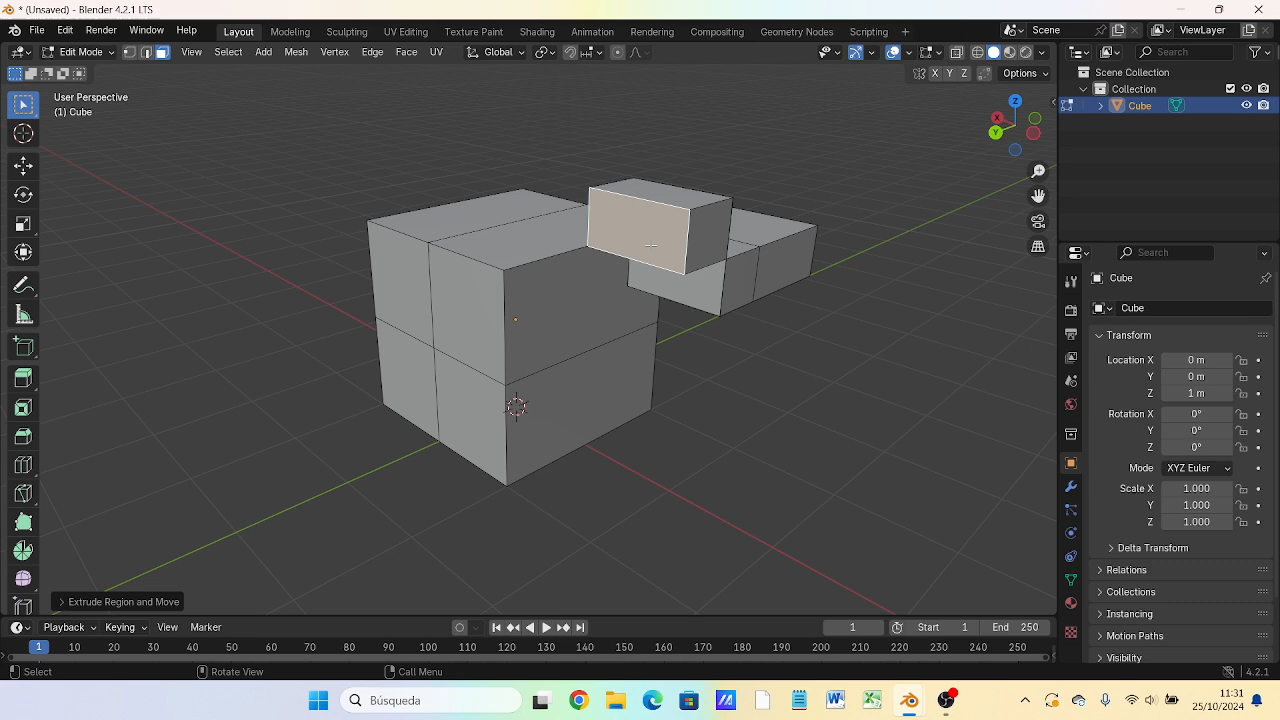 * (Unsaved) - Blender 4.2.1 LTS
File Edit Render Window Help Layout Modeling Sculpting UV Editing Texture Paint Shading Animation Rendering Compositing Geometry Nodes Scripting + Scene ViewLayer
Edit Mode View Select Add Mesh Vertex Edge Face UV Global Search
X Y Z Options
User Perspective
(1) Cube
Scene Collection
Collection
Cube
Z
X
Y
Search
Cube
Cube
Transform
Location X 0 m
Y 0 m
Z 1 m
Rotation X 0°
Y 0°
Z 0°
Mode XYZ Euler
Scale X 1.000
Y 1.000
Z 1.000
Delta Transform
Relations
Collections
Instancing
Motion Paths
Visibility
Extrude Region and Move
Playback Keying View Marker 1 Start 1 End 250
1 10 20 30 40 50 60 70 80 90 100 110 120 130 140 150 160 170 180 190 200 210 220 230 240 250
Select Rotate View Call Menu 4.2.1
Búsqueda
11:31
25/10/2024